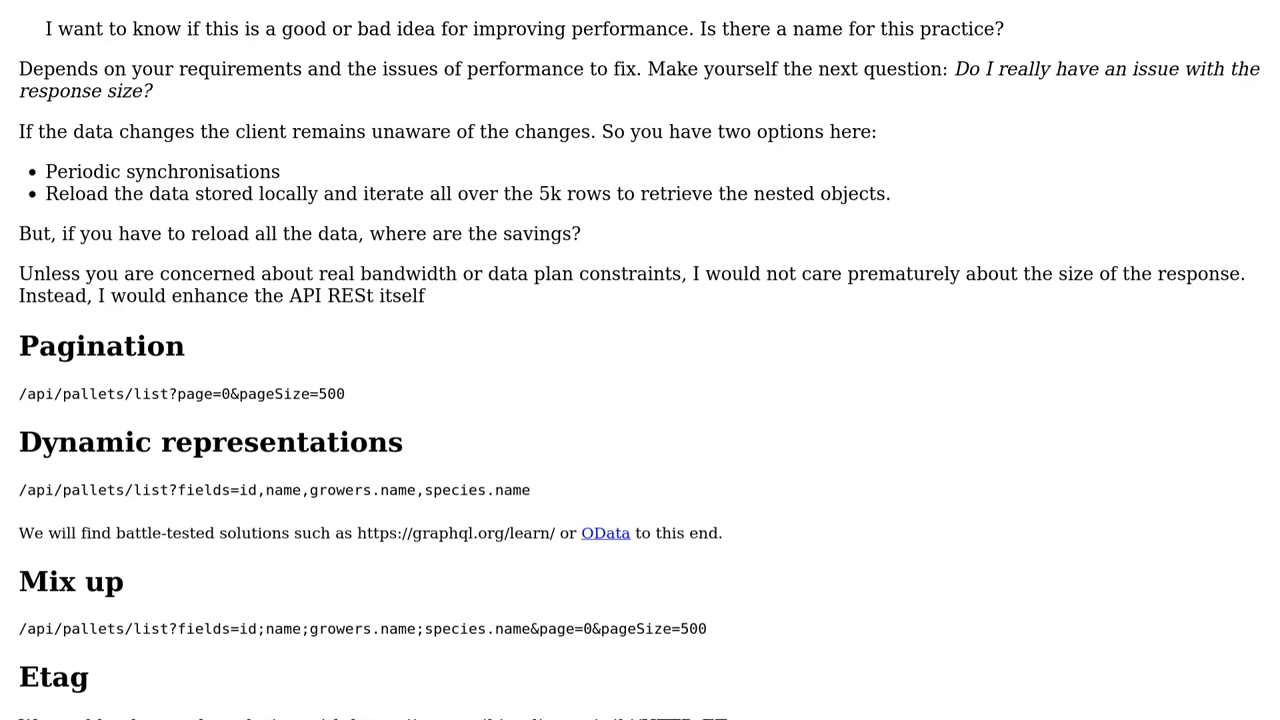 I want to know if this is a good or bad idea for improving performance. Is there a name for this practice?
Depends on your requirements and the issues of performance to fix. Make yourself the next question: Do I really have an issue with the
response size?
If the data changes the client remains unaware of the changes. So you have two options here:
• Periodic synchronisations
• Reload the data stored locally and iterate all over the 5k rows to retrieve the nested objects.
But, if you have to reload all the data, where are the savings?
Unless you are concerned about real bandwidth or data plan constraints, I would not care prematurely about the size of the response.
Instead, I would enhance the API RESt itself
Pagination
/api/pallets/list?page=0&pageSize=500
Dynamic representations
/api/pallets/list?fields=id,name,growers.name,species.name
We will find battle-tested solutions such as https://graphql.org/learn/ or OData to this end.
Mix up
/api/pallets/list?fields=id;name;growers.name;species.name&page=0&pageSize=500
Etag